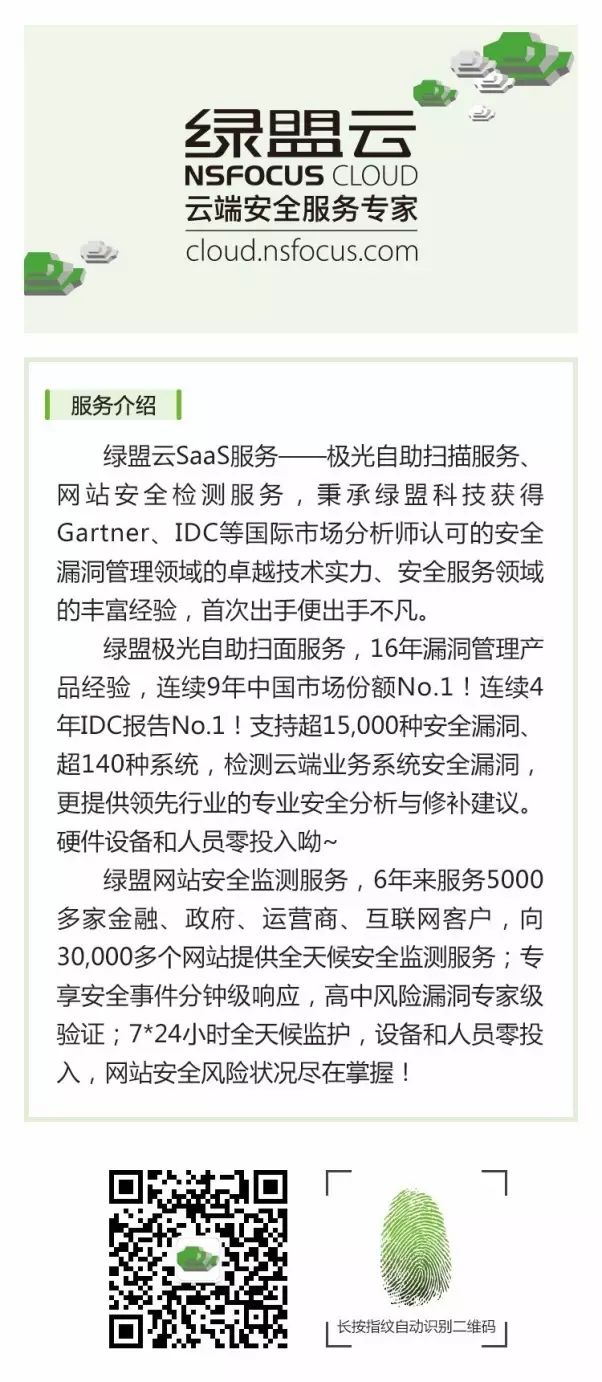 绿盟云
NSFOCUS CLOUD
云端安全服务专家
cloud.nsfocus.com
服务介绍
绿盟云SaaS服务——极光自助扫描服务、
网站安全检测服务，秉承绿盟科技获得
Gartner、IDC等国际市场分析师认可的安全
漏洞管理领域的卓越技术实力、安全服务领域
的丰富经验，首次出手便出手不凡。
绿盟极光自助扫面服务，16年漏洞管理产
品经验，连续9年中国市场份额No.1！连续4
年IDC报告No.1！支持超15,000种安全漏洞、
超140种系统，检测云端业务系统安全漏洞，
更提供领先行业的专业安全分析与修补建议。
硬件设备和人员零投入呦~
绿盟网站安全监测服务，6年来服务5000
多家金融、政府、运营商、互联网客户，向
30,000多个网站提供全天候安全监测服务；专
享安全事件分钟级响应，高中风险漏洞专家级
验证；7*24小时全天候监护，设备和人员零投
入，网站安全风险状况尽在掌握！
长按指纹自动识别二维码